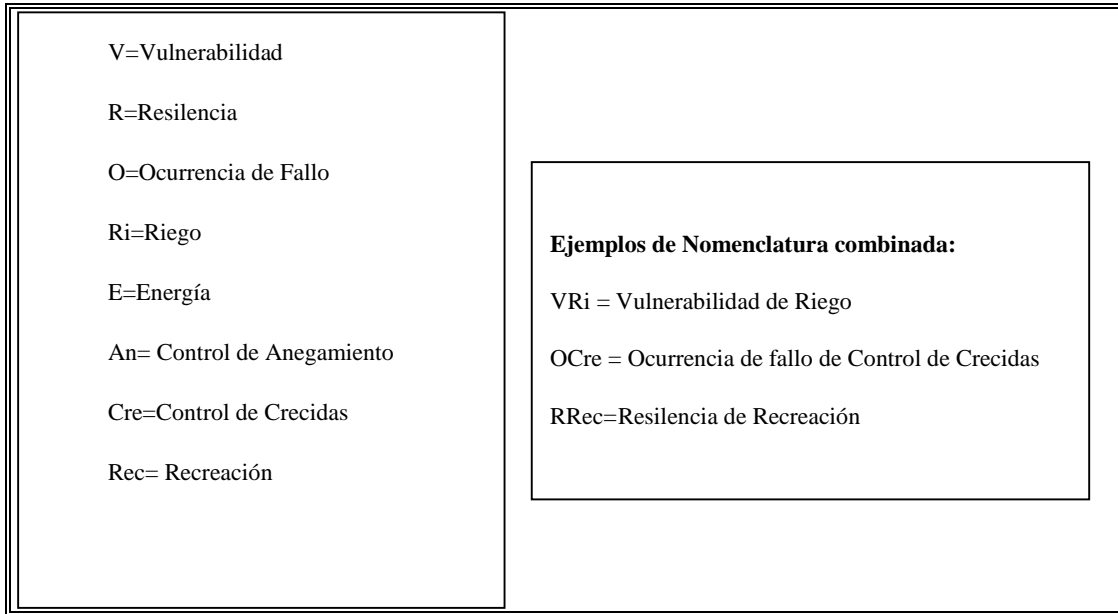 V=Vulnerabilidad
R=Resilencia
O=Ocurrencia de Fallo
Ri=Riego
E=Energía
An= Control de Anegamiento
Cre=Control de Crecidas
Rec= Recreación
Ejemplos de Nomenclatura combinada:
VRi = Vulnerabilidad de Riego
OCre = Ocurrencia de fallo de Control de Crecidas
RRec=Resilencia de Recreación